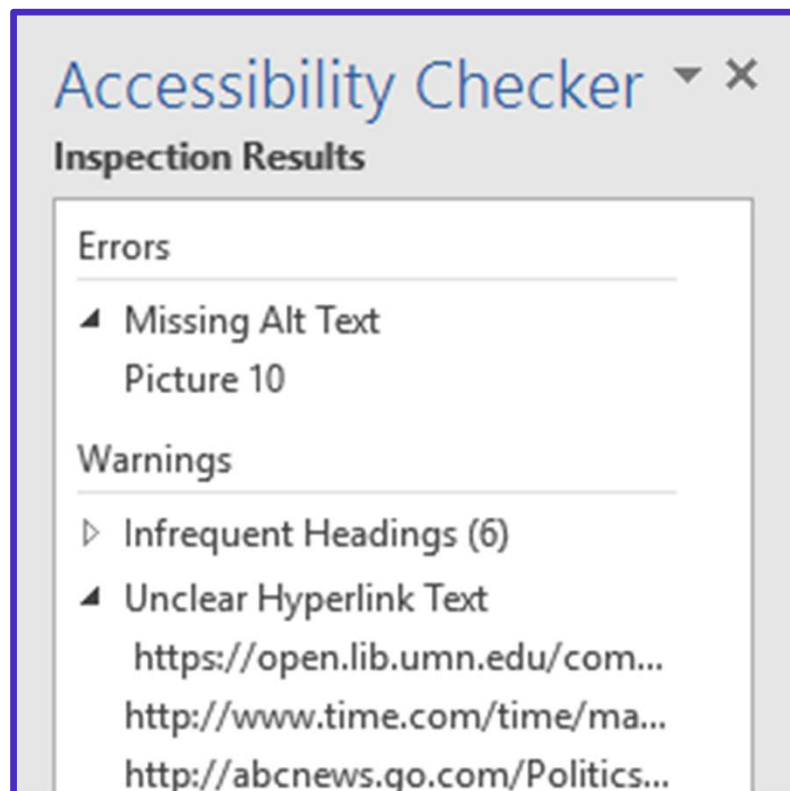 Accessibility Checker
Inspection Results
Errors
Missing Alt Text
Picture 10
Warnings
Infrequent Headings (6)
Unclear Hyperlink Text
https://open.lib.umn.edu/com...
http://www.time.com/time/ma...
http://abcnews.go.com/Politics...